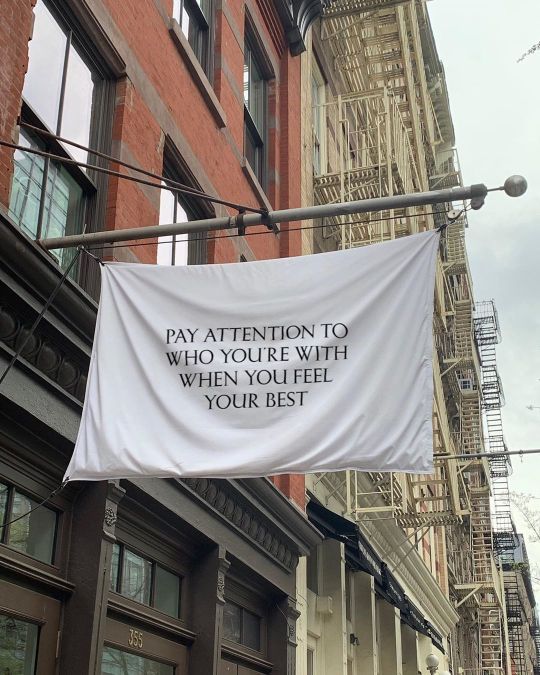 PAY ATTENTION TO
WHO YOU'RE WITH
WHEN YOU FEEL
YOUR BEST
355